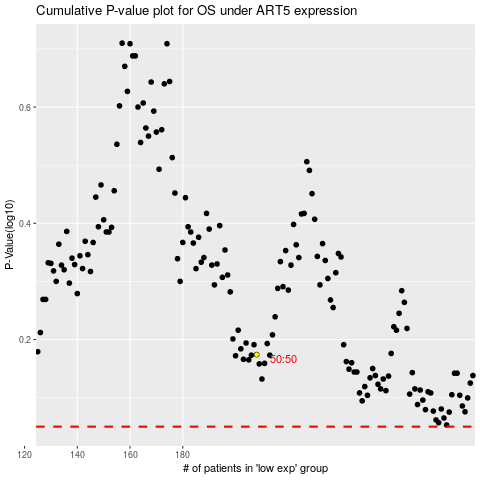 Cumulative P-value plot for OS under ART5 expression
P-Value(log10)
0.6
0.4
0.2
50:50
120 140 160 180
# of patients in 'low exp' group